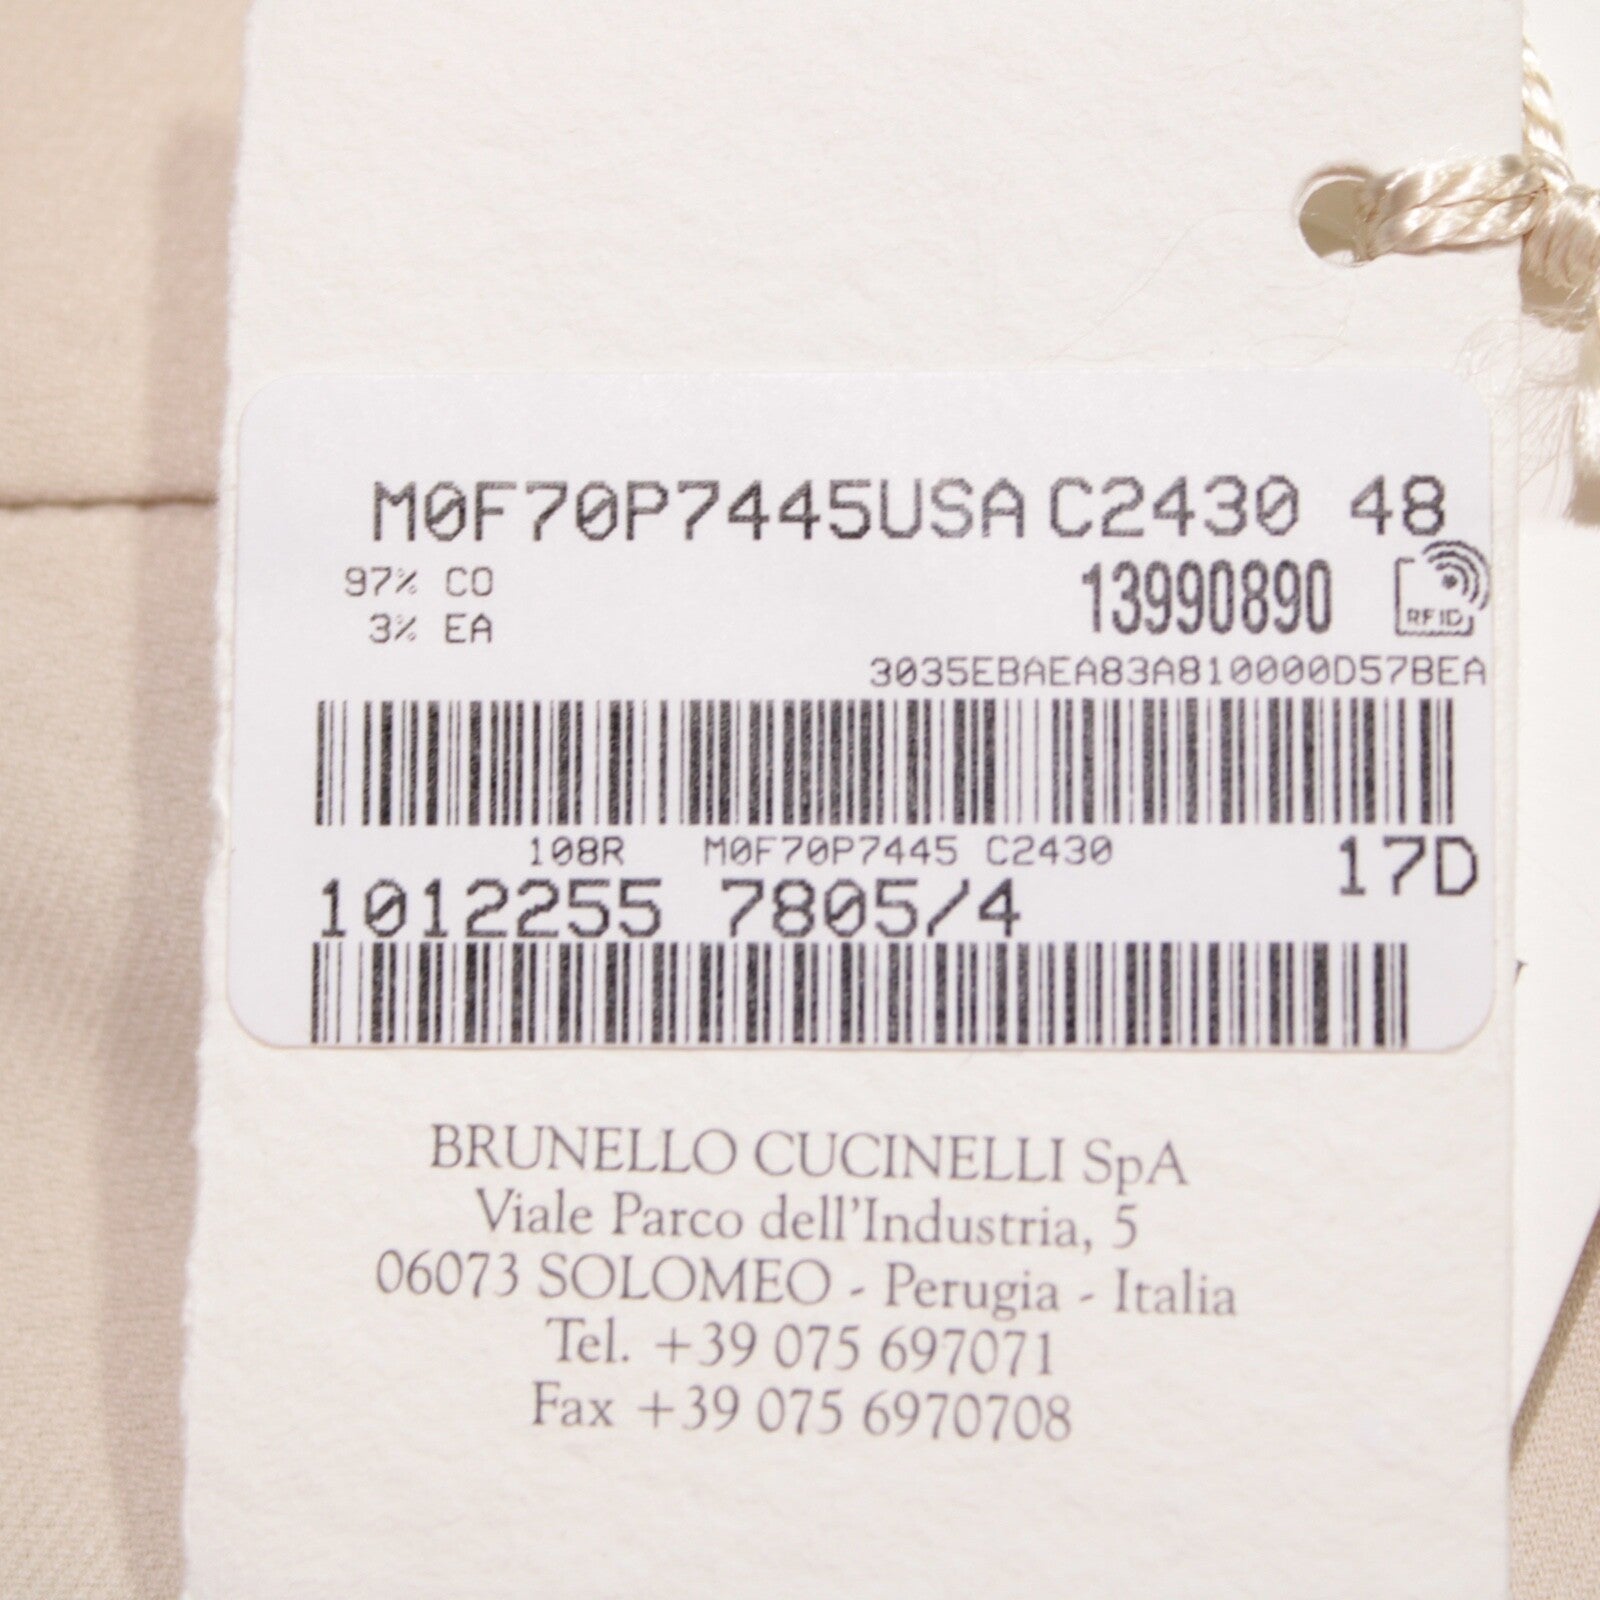 M0F70P7445USA C2430 48
97% CO
13990890
RFID
3% EA
3035EBAEA83A810000D57BEA
108R M0F70P7445 C2430
17D
1012255 7805/4
BRUNELLO CUCINELLI SpA
Viale Parco dell'Industria, 5
06073 SOLOMEO - Perugia - Italia
Tel. +39 075 697071
Fax +39 075 6970708